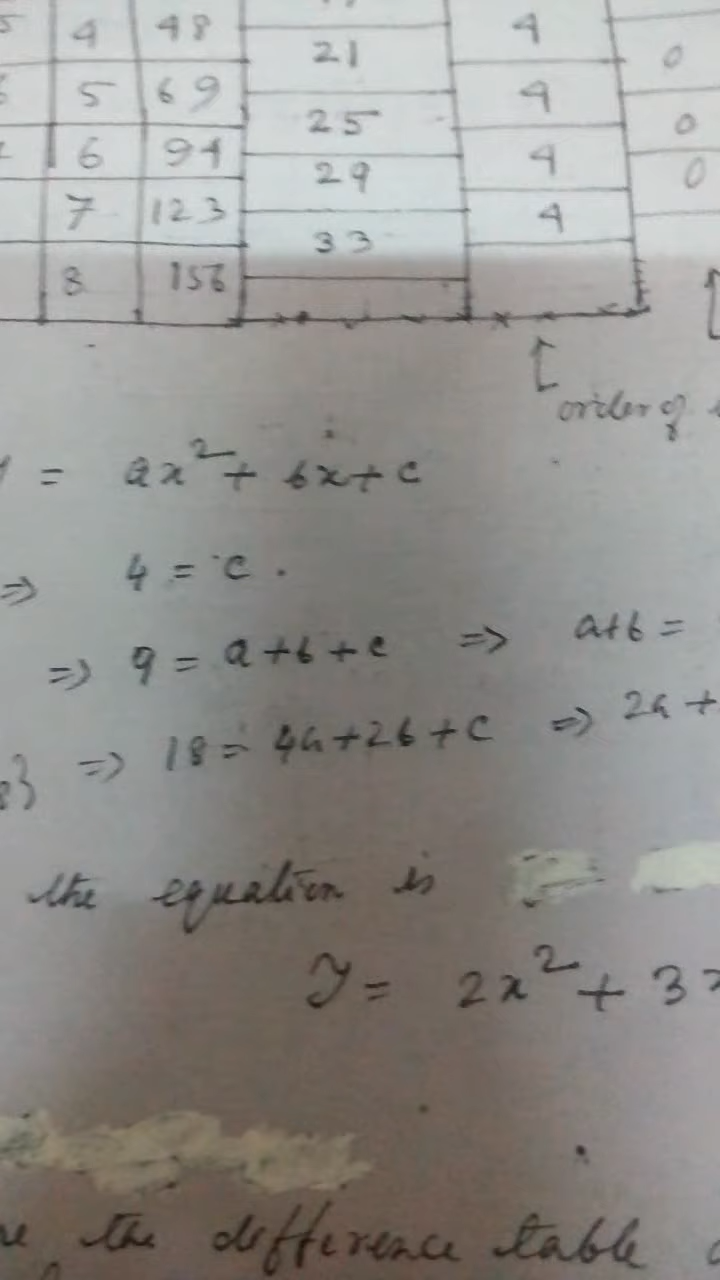 4 48 21 4 0
5 69 25 4 0
6 94 29 4 0
7 123 33 4
8 156
order of
= ax² + bx + c
⇒ 4 = c.
⇒ 9 = a + b + c ⇒ a+b =
⇒ 18 = 4a + 2b + c ⇒ 2a +
the equation is
Y = 2x² + 3
the difference table